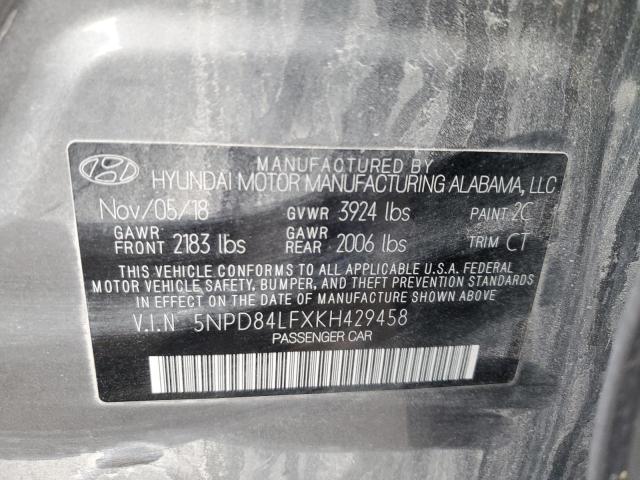 MANUFACTURED BY
HYUNDAI MOTOR MANUFACTURING ALABAMA, LLC
Nov/05/18 GVWR 3924 lbs PAINT 2C
GAWR FRONT 2183 lbs GAWR REAR 2006 lbs TRIM CT
THIS VEHICLE CONFORMS TO ALL APPLICABLE U.S.A. FEDERAL
MOTOR VEHICLE SAFETY, BUMPER, AND THEFT PREVENTION
STANDARDS IN EFFECT ON THE DATE OF MANUFACTURE SHOWN ABOVE
V.I.N 5NPD84LFXKH429458
PASSENGER CAR